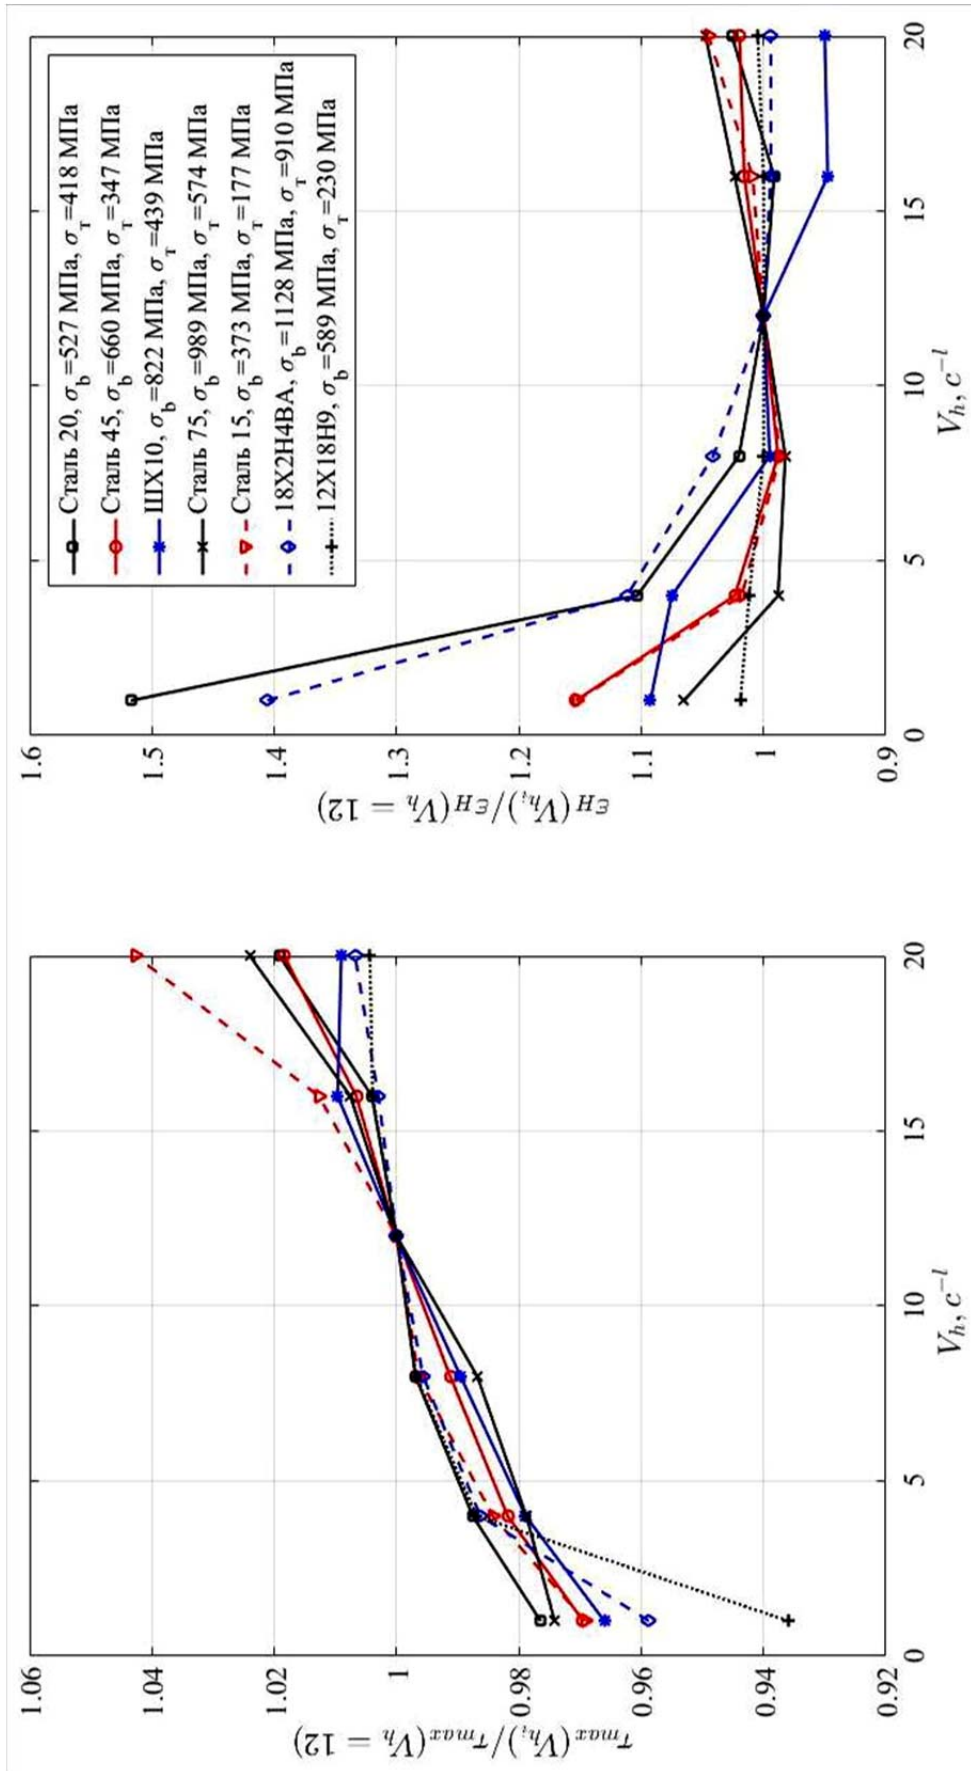 1.06
1.04
1.02
1
0.98
0.96
0.94
0.92
0
5
10
15
20
τmax(Vhi)/τmax(Vh = 12)
Vh, c^−1
1.6
1.5
1.4
1.3
1.2
1.1
1
0.9
0
5
10
15
20
εH(Vhi)/εH(Vh = 12)
Vh, c^−1
Сталь 20, σb=527 МПа, σт=418 МПа
Сталь 45, σb=660 МПа, σт=347 МПа
ШХ10, σb=822 МПа, σт=439 МПа
Сталь 75, σb=989 МПа, σт=574 МПа
Сталь 15, σb=373 МПа, σт=177 МПа
18Х2Н4ВА, σb=1128 МПа, σт=910 МПа
12Х18Н9, σb=589 МПа, σт=230 МПа